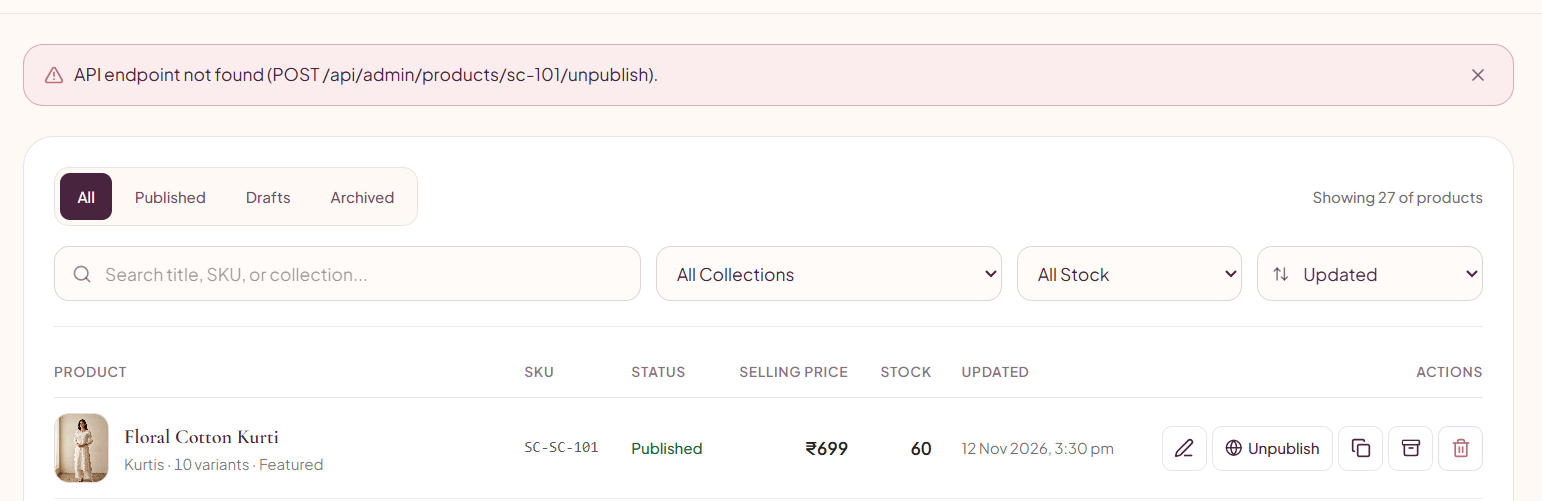 API endpoint not found (POST /api/admin/products/sc-101/unpublish).
All Published Drafts Archived
Showing 27 of products
Search title, SKU, or collection...
All Collections
All Stock
Updated
PRODUCT SKU STATUS SELLING PRICE STOCK UPDATED ACTIONS
Floral Cotton Kurti
Kurtis · 10 variants · Featured
SC-SC-101
Published
₹699
60
12 Nov 2026, 3:30 pm
Unpublish